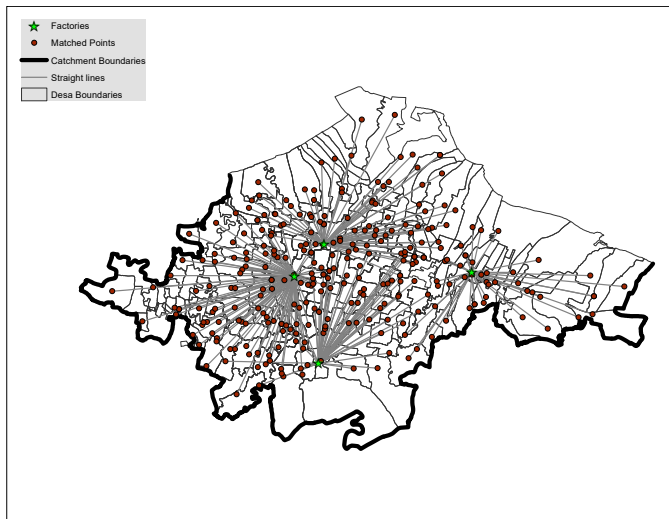 Factories
Matched Points
Catchment Boundaries
Straight lines
Desa Boundaries